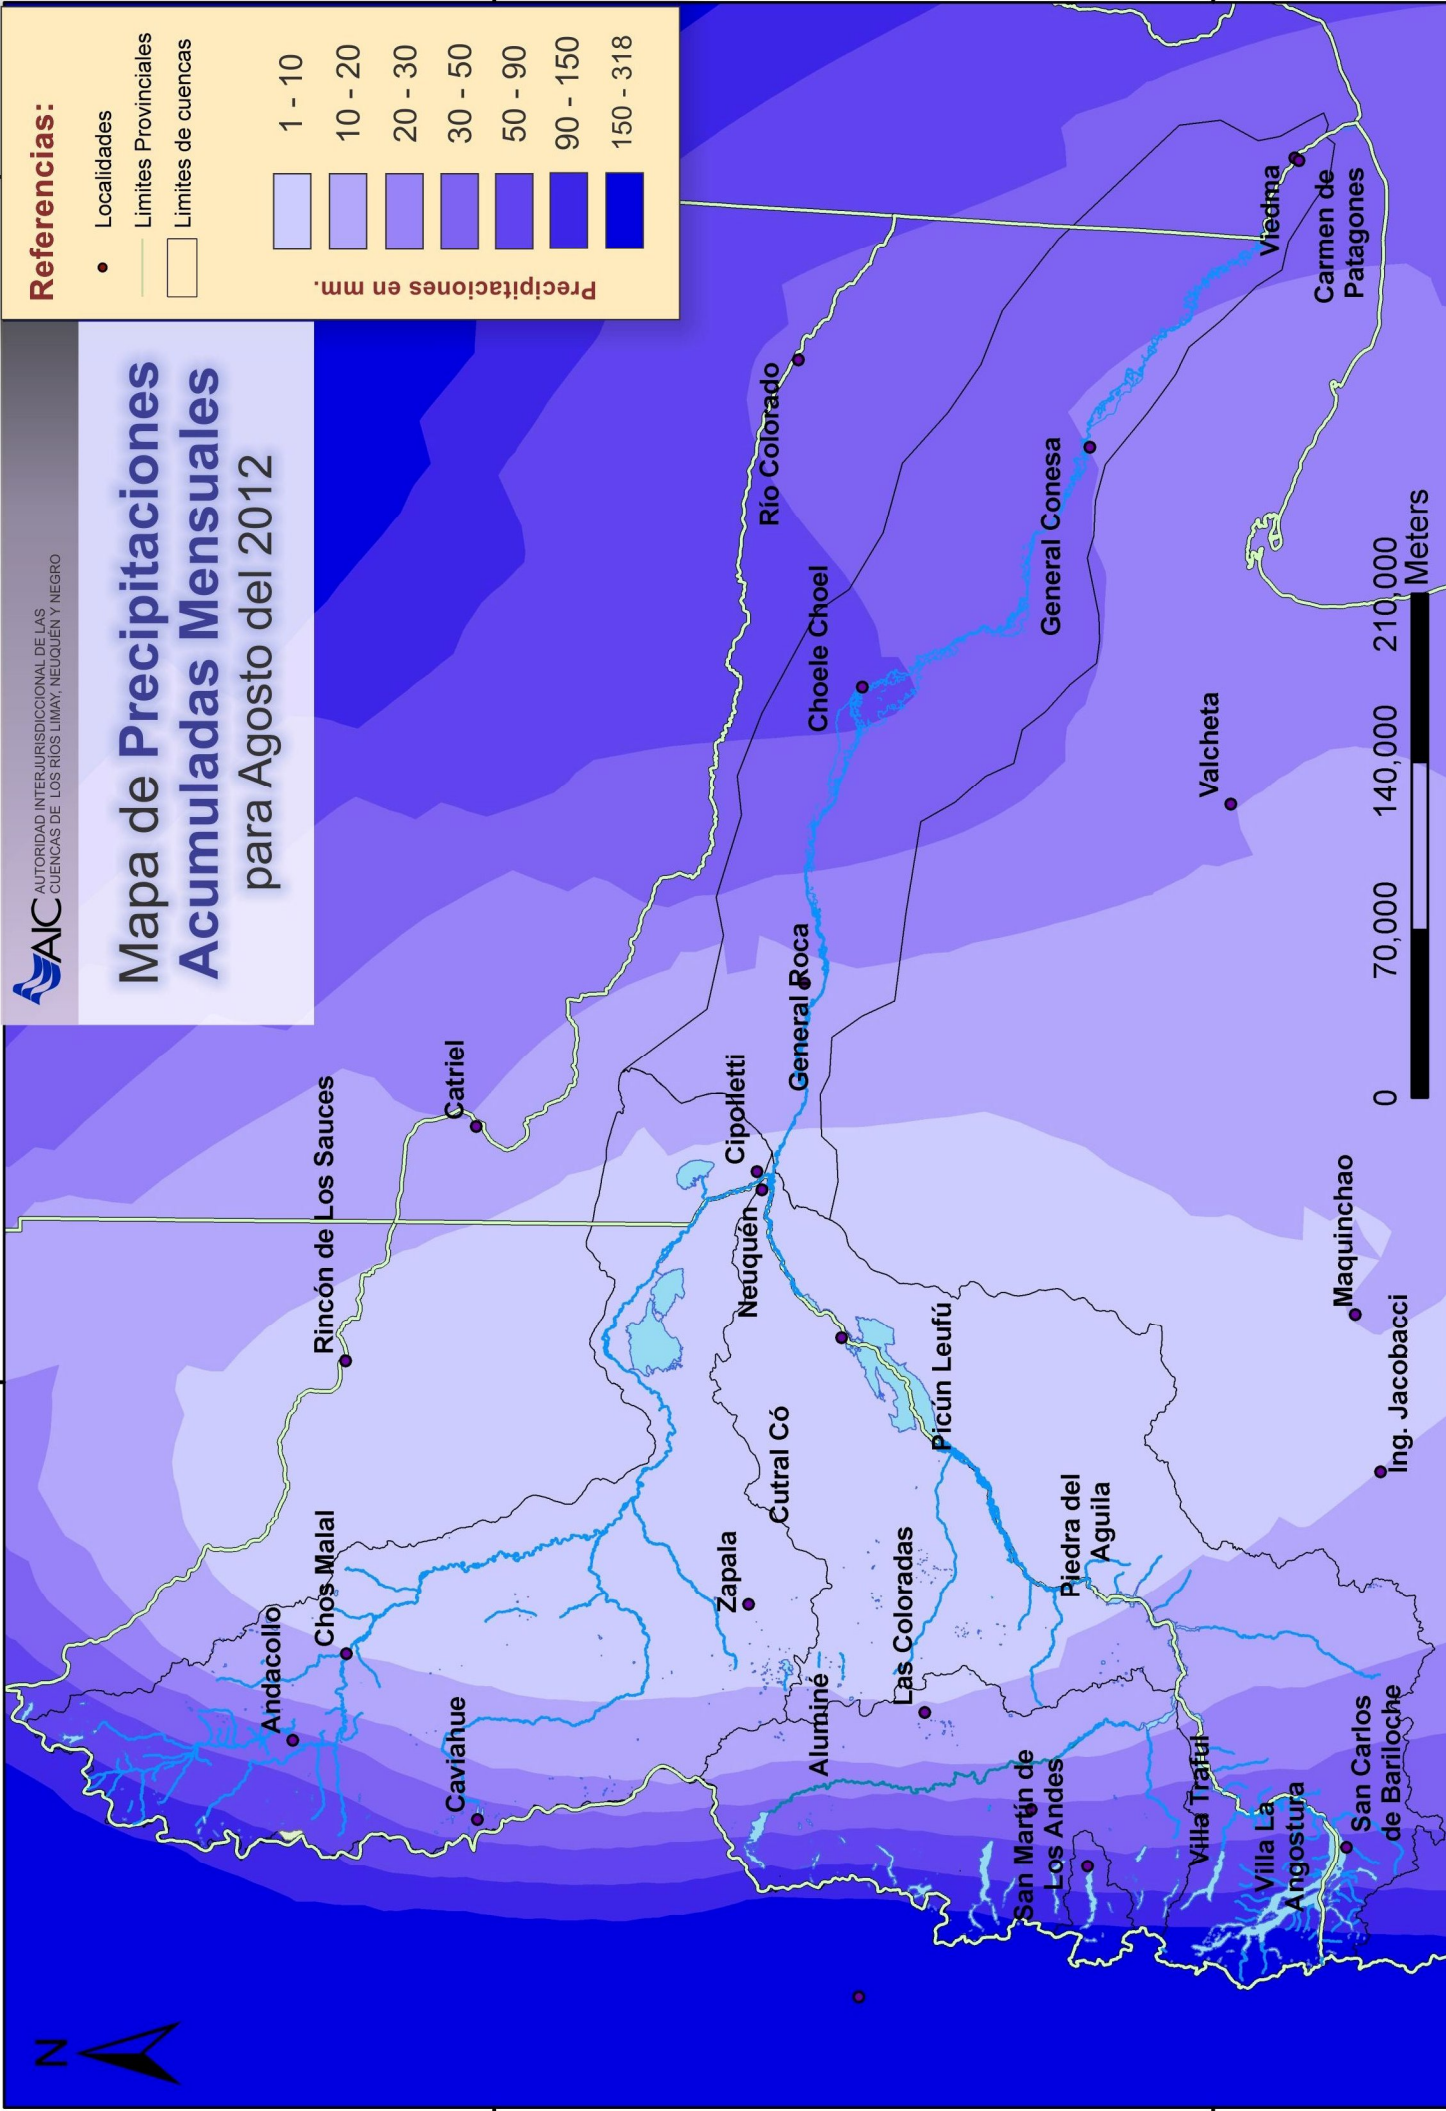 AIC
AUTORIDAD INTERJURISDICCIONAL DE LAS
CUENCAS DE LOS RÍOS LIMAY, NEUQUÉN Y NEGRO
Mapa de Precipitaciones
Acumuladas Mensuales
para Agosto del 2012
Referencias:
Localidades
Limites Provinciales
Limites de cuencas
Precipitaciones en mm.
1 - 10
10 - 20
20 - 30
30 - 50
50 - 90
90 - 150
150 - 318
N
Rincón de Los Sauces
Catriel
Chos Malal
Andacollo
Caviahue
Cipolletti
Neuquén
General Roca
Choele Choel
Río Colorado
General Conesa
Viedma
Carmen de
Patagones
Valcheta
Zapala
Cutral Có
Picún Leufú
Las Coloradas
Aluminé
Piedra del
Aguila
San Martín de
Los Andes
Villa Traful
Villa La
Angostura
San Carlos
de Bariloche
Ing. Jacobacci
Maquinchao
0
70,000
140,000
210,000
Meters